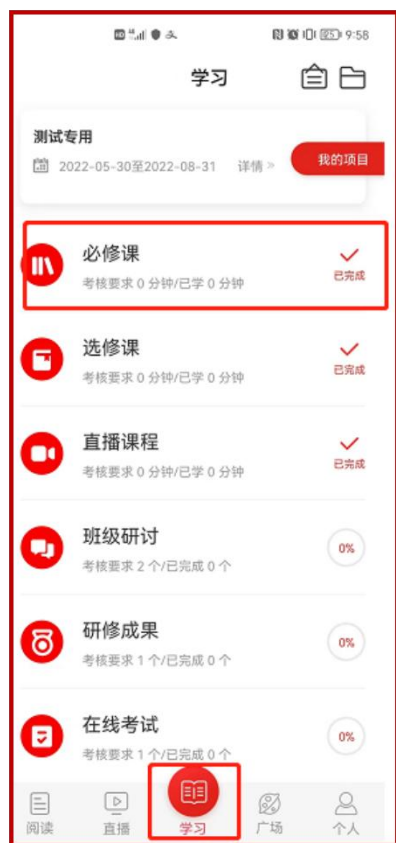 9:58
学习
测试专用
2022-05-30至2022-08-31 详情»
我的项目
必修课
考核要求 0 分钟/已学 0 分钟
已完成
选修课
考核要求 0 分钟/已学 0 分钟
已完成
直播课程
考核要求 0 分钟/已学 0 分钟
已完成
班级研讨
考核要求 2 个/已完成 0 个
0%
研修成果
考核要求 1 个/已完成 0 个
0%
在线考试
考核要求 1 个/已完成 0 个
0%
阅读 直播 学习 广场 个人